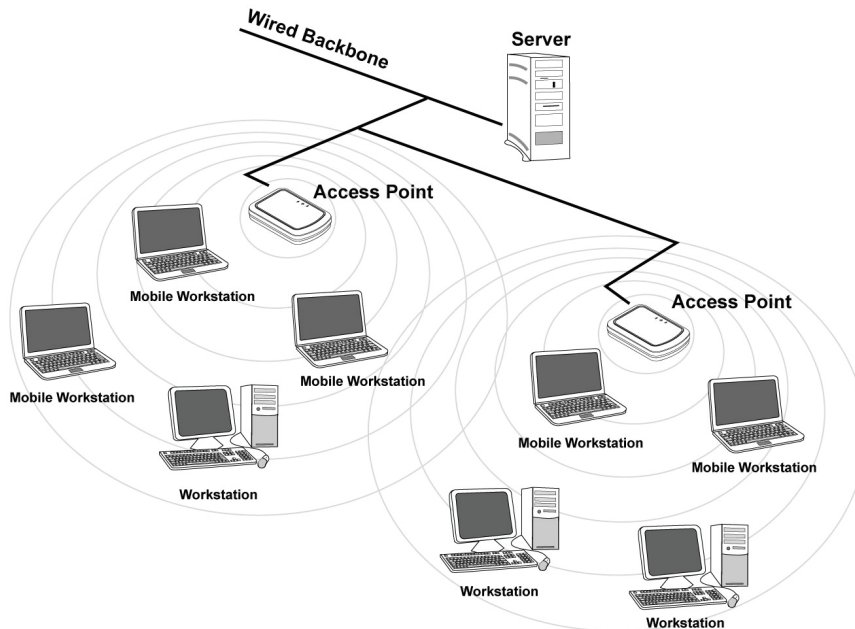 Wired Backbone
Server
Access Point
Mobile Workstation
Access Point
Mobile Workstation
Mobile Workstation
Mobile Workstation
Mobile Workstation
Workstation
Workstation
Workstation